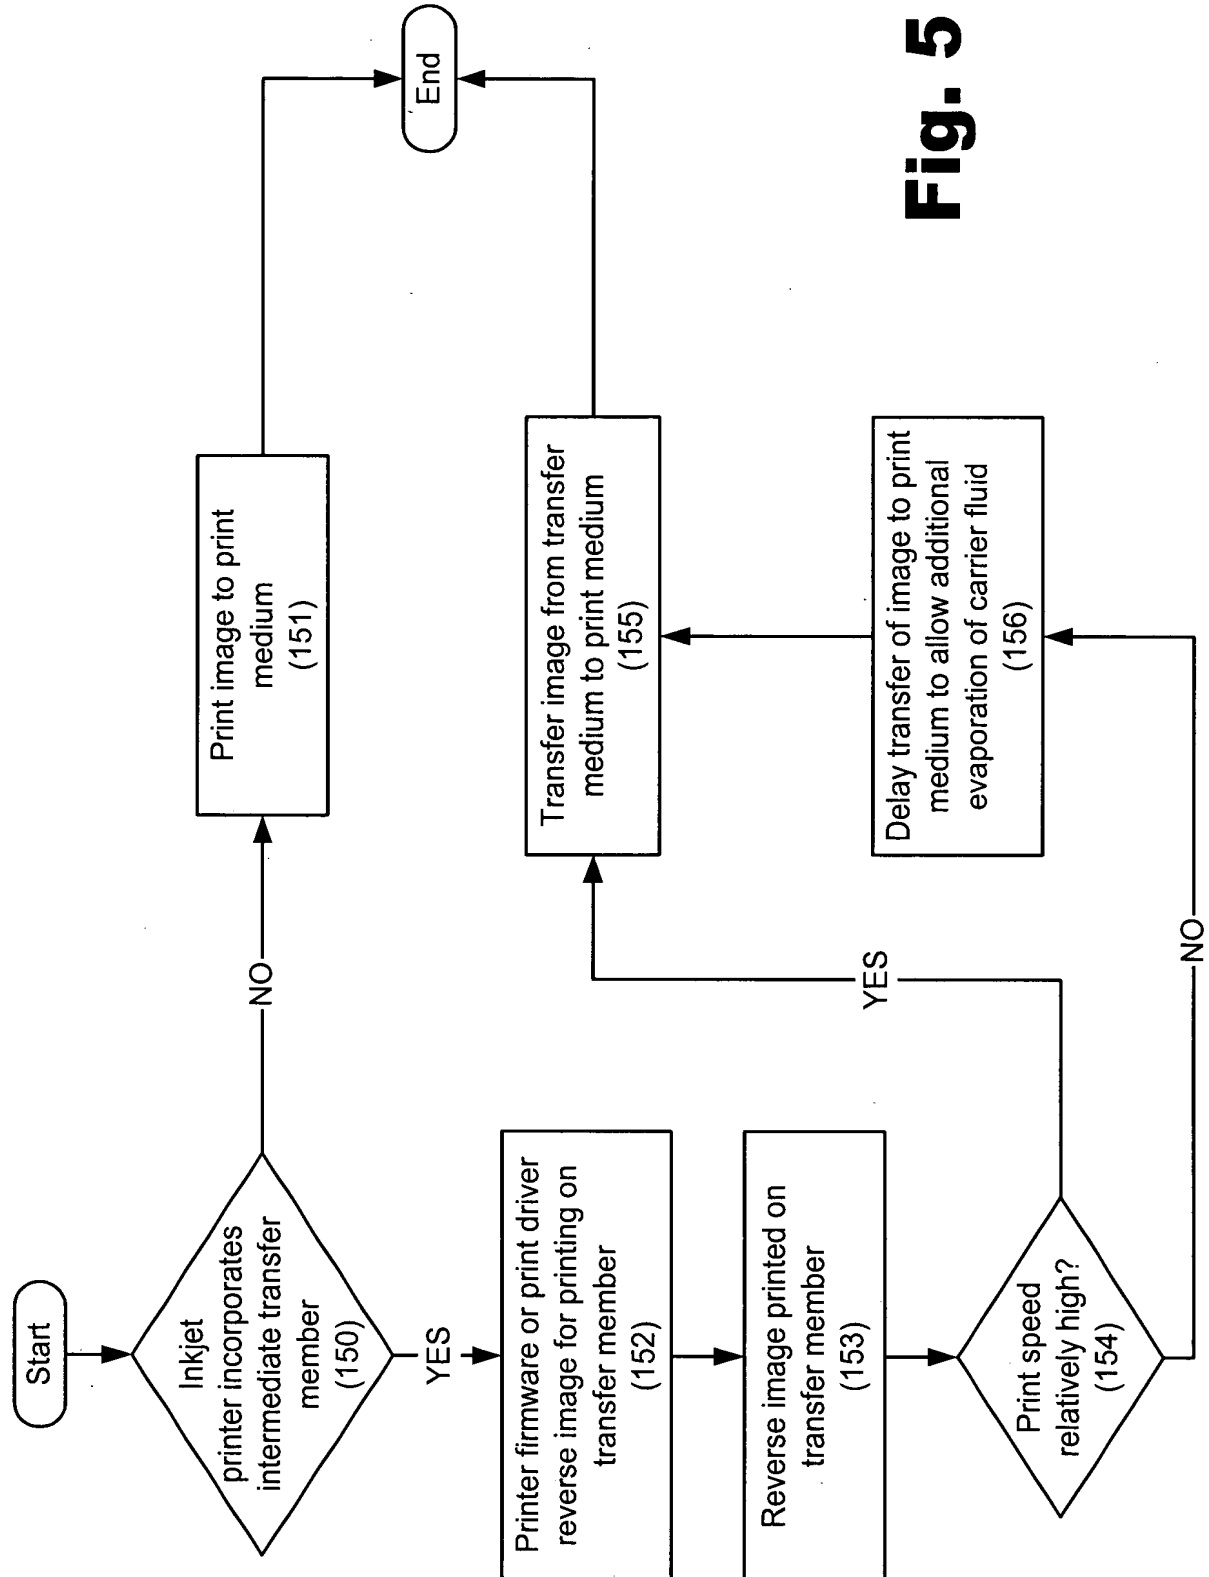 Start
Inkjet
printer incorporates
intermediate transfer
member
(150)
NO
Print image to print
medium
(151)
End
YES
Printer firmware or print driver
reverse image for printing on
transfer member
(152)
Reverse image printed on
transfer member
(153)
Print speed
relatively high?
(154)
YES
Transfer image from transfer
medium to print medium
(155)
NO
Delay transfer of image to print
medium to allow additional
evaporation of carrier fluid
(156)
Fig. 5